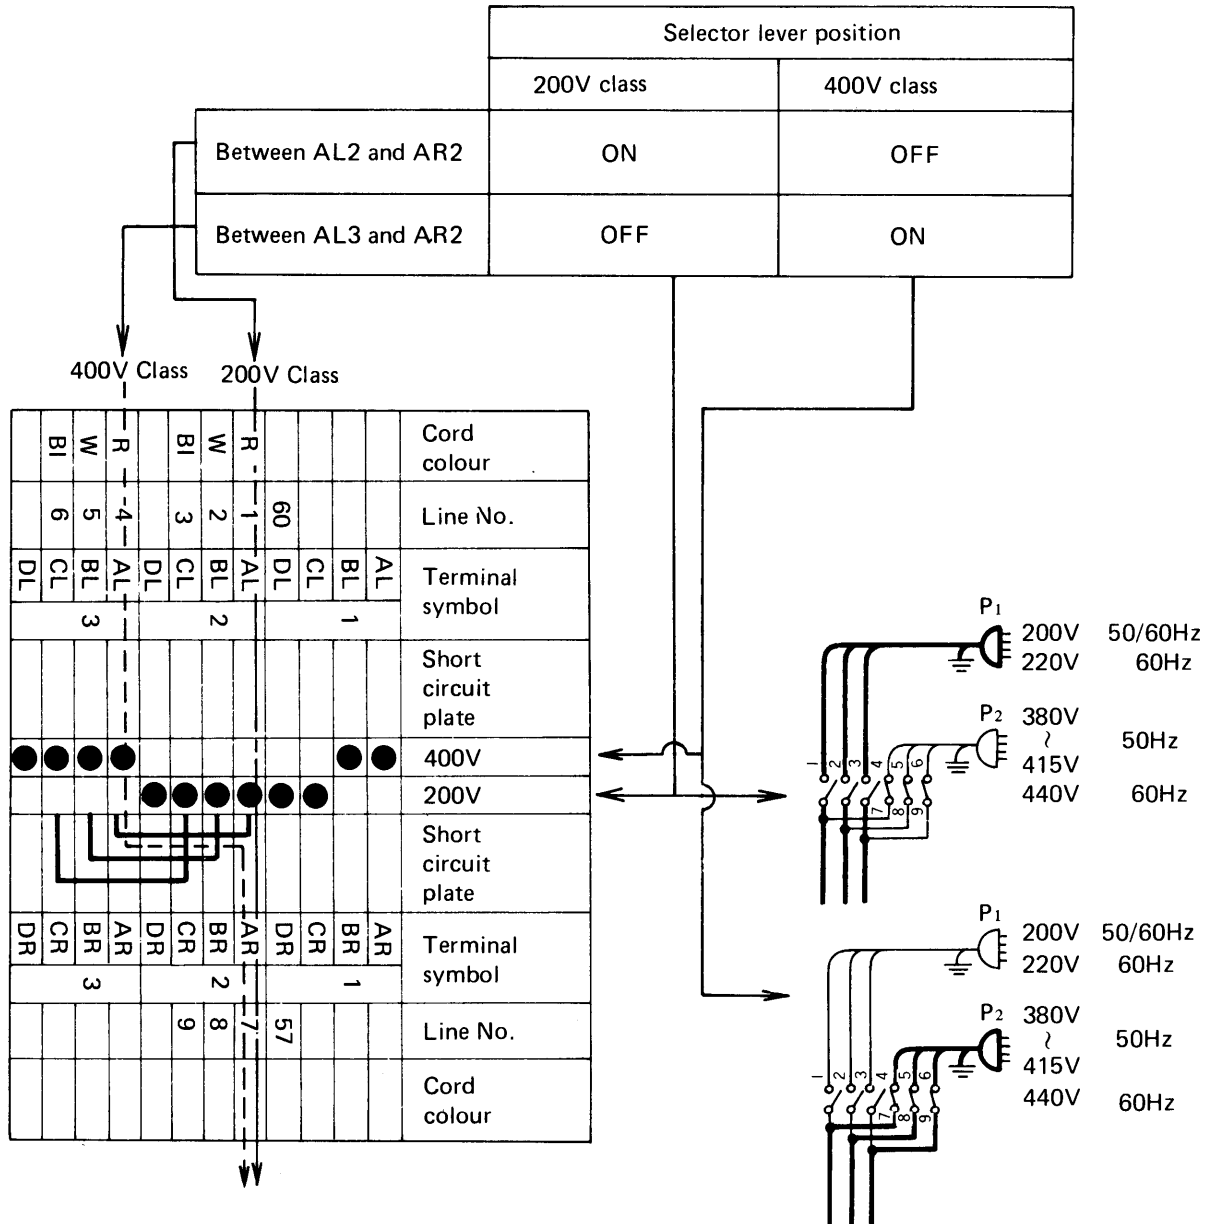 Selector lever position
200V class 400V class
Between AL2 and AR2 ON OFF
Between AL3 and AR2 OFF ON
400V Class 200V Class
BI W R BI W R Cord
colour
6 5 4 3 2 1 60 Line No.
DL CL BL AL DL CL BL AL DL CL BL AL Terminal
symbol
3 2 1
Short
circuit
plate
400V
200V
Short
circuit
plate
DR CR BR AR DR CR BR AR DR CR BR AR Terminal
symbol
3 2 1
9 8 7 57 Line No.
Cord
colour
P1
200V 50/60Hz
220V 60Hz
P2 380V
~ 50Hz
415V
440V 60Hz
1 2 3 4 5 6
7 8 9
P1
200V 50/60Hz
220V 60Hz
P2 380V
~ 50Hz
415V
440V 60Hz
1 2 3 4 5 6
7 8 9